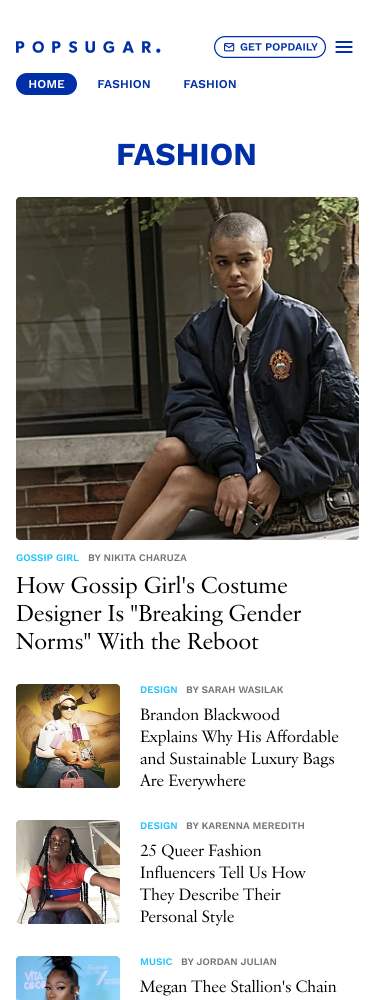 POPSUGAR.
GET POPDAILY
HOME FASHION FASHION
FASHION
GOSSIP GIRL BY NIKITA CHARUZA
How Gossip Girl's Costume
Designer Is "Breaking Gender
Norms" With the Reboot
DESIGN BY SARAH WASILAK
Brandon Blackwood
Explains Why His Affordable
and Sustainable Luxury Bags
Are Everywhere
DESIGN BY KARENNA MEREDITH
25 Queer Fashion
Influencers Tell Us How
They Describe Their
Personal Style
MUSIC BY JORDAN JULIAN
Megan Thee Stallion's Chain
VITA
COCO